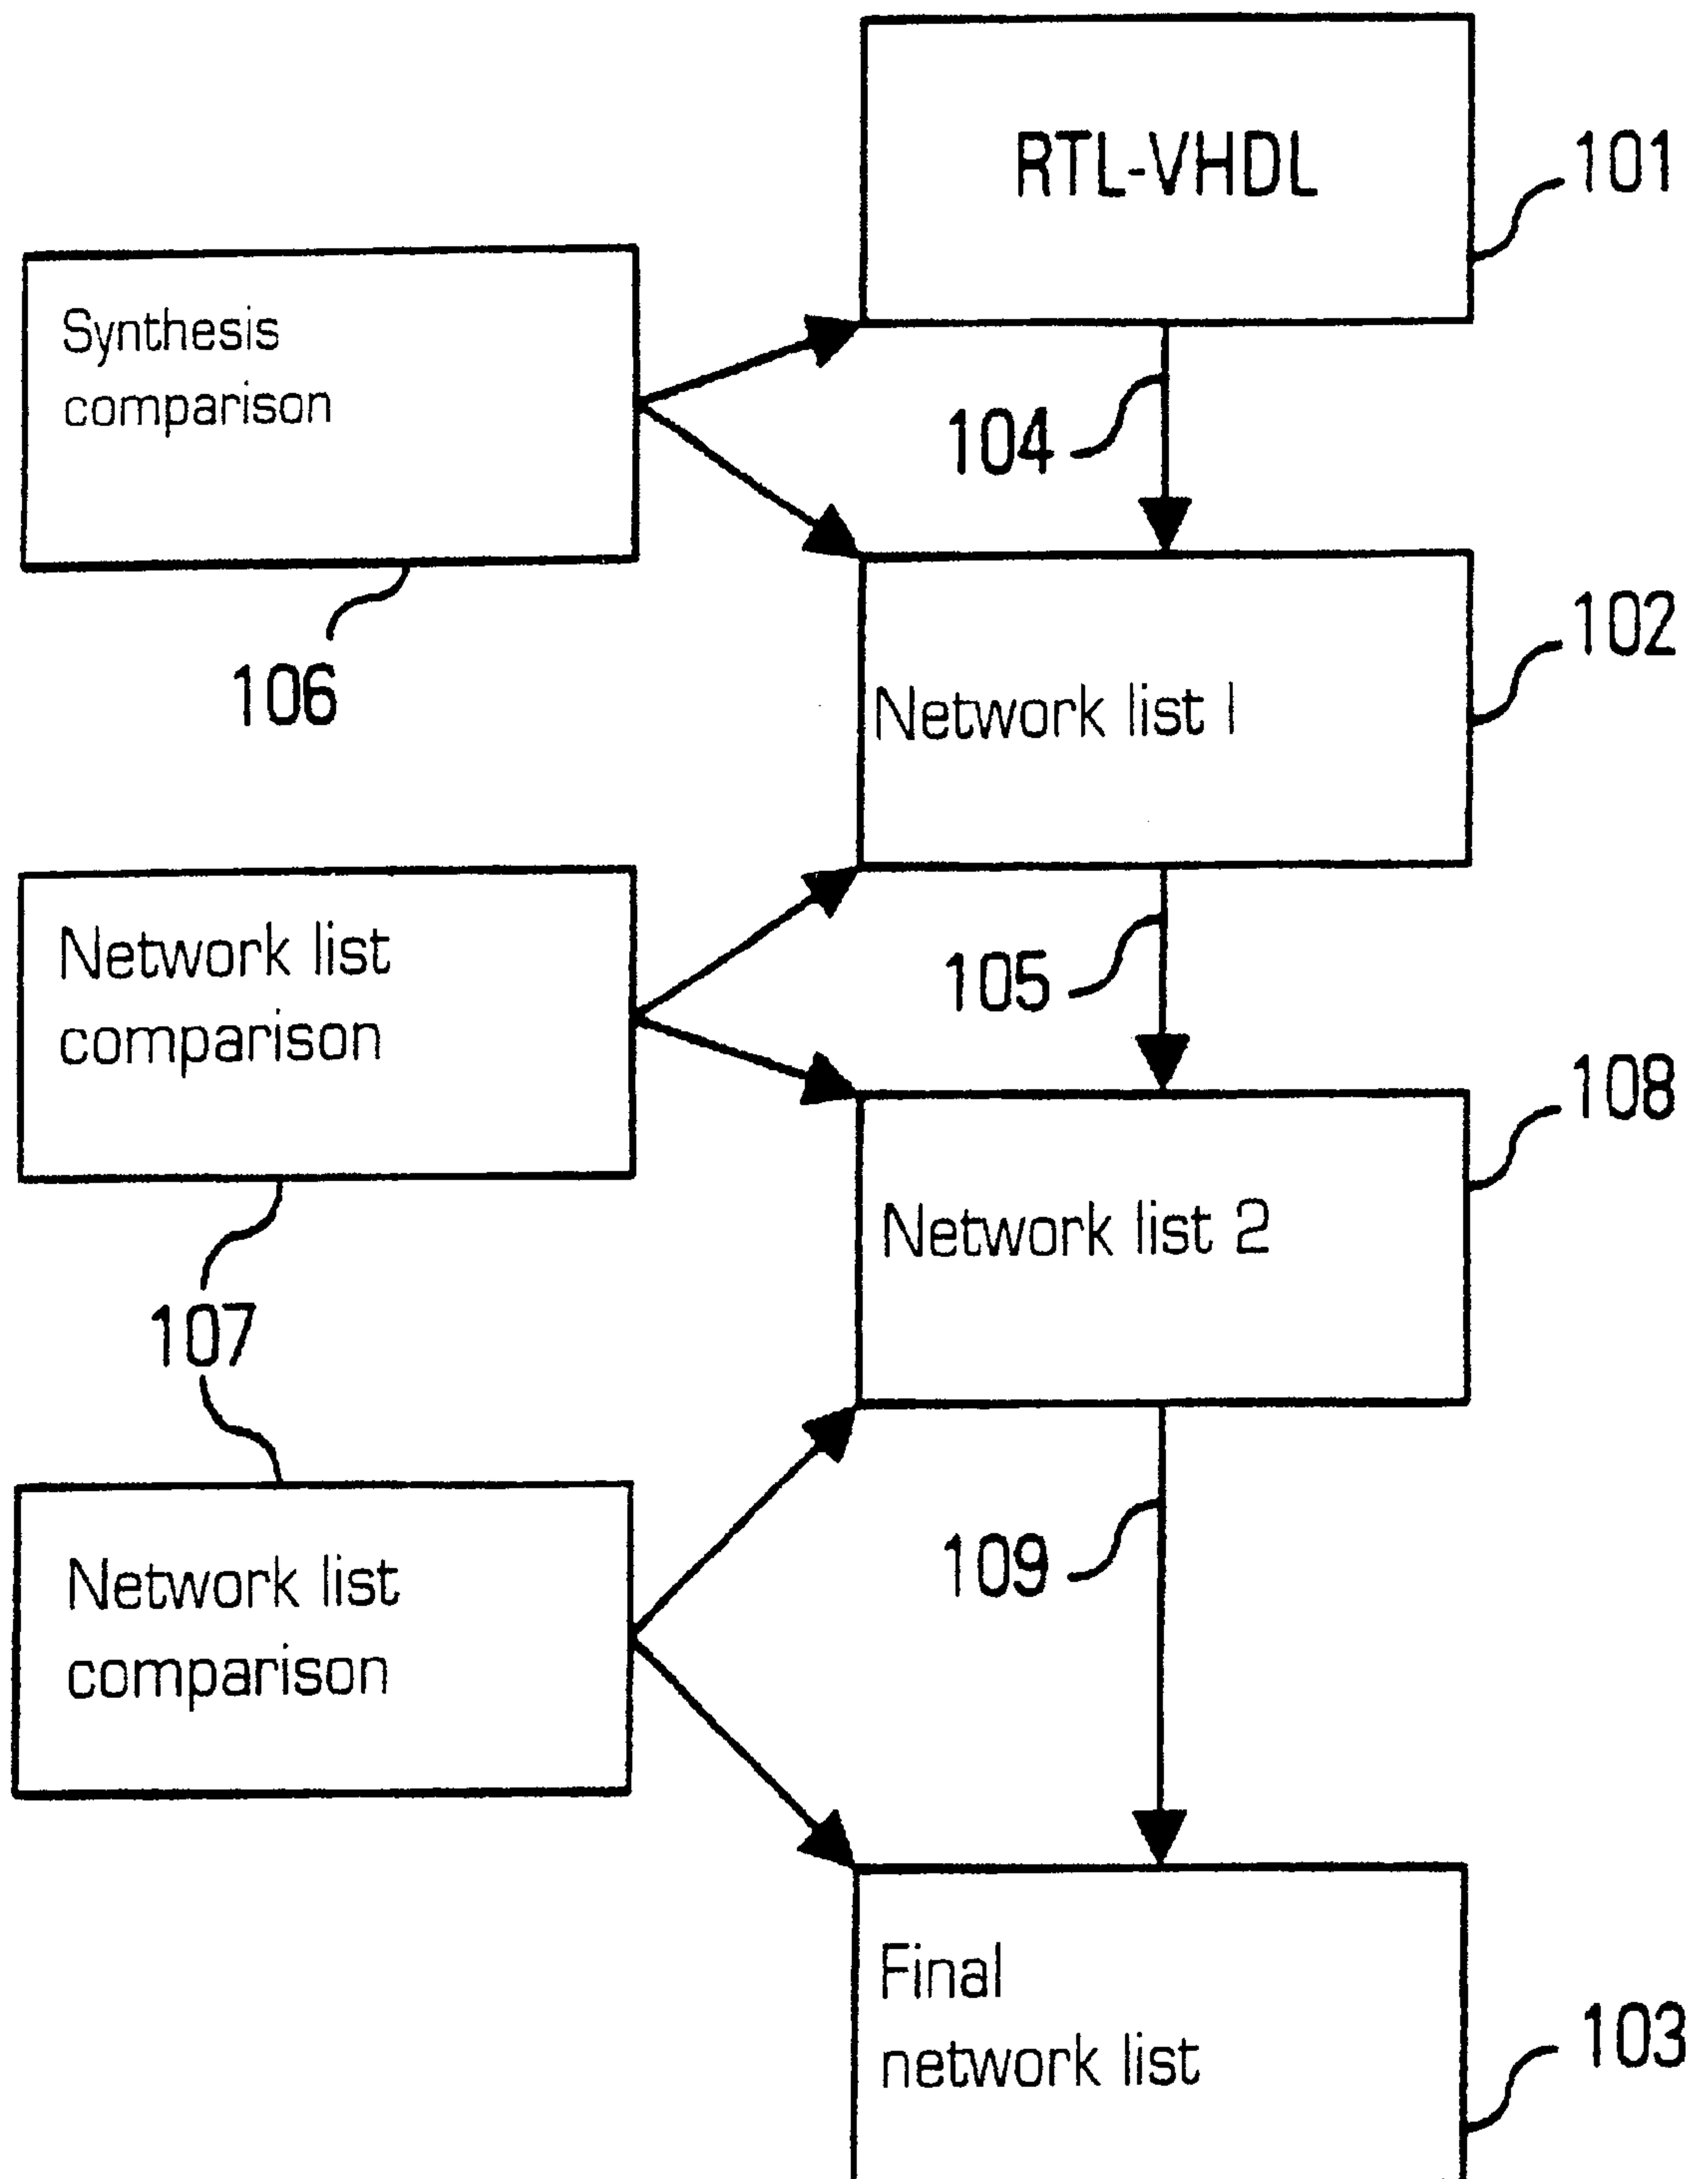 RTL-VHDL
101
Synthesis
comparison
104
106
102
Network list 1
Network list
comparison
105
108
Network list 2
107
109
Network list
comparison
Final
network list
103